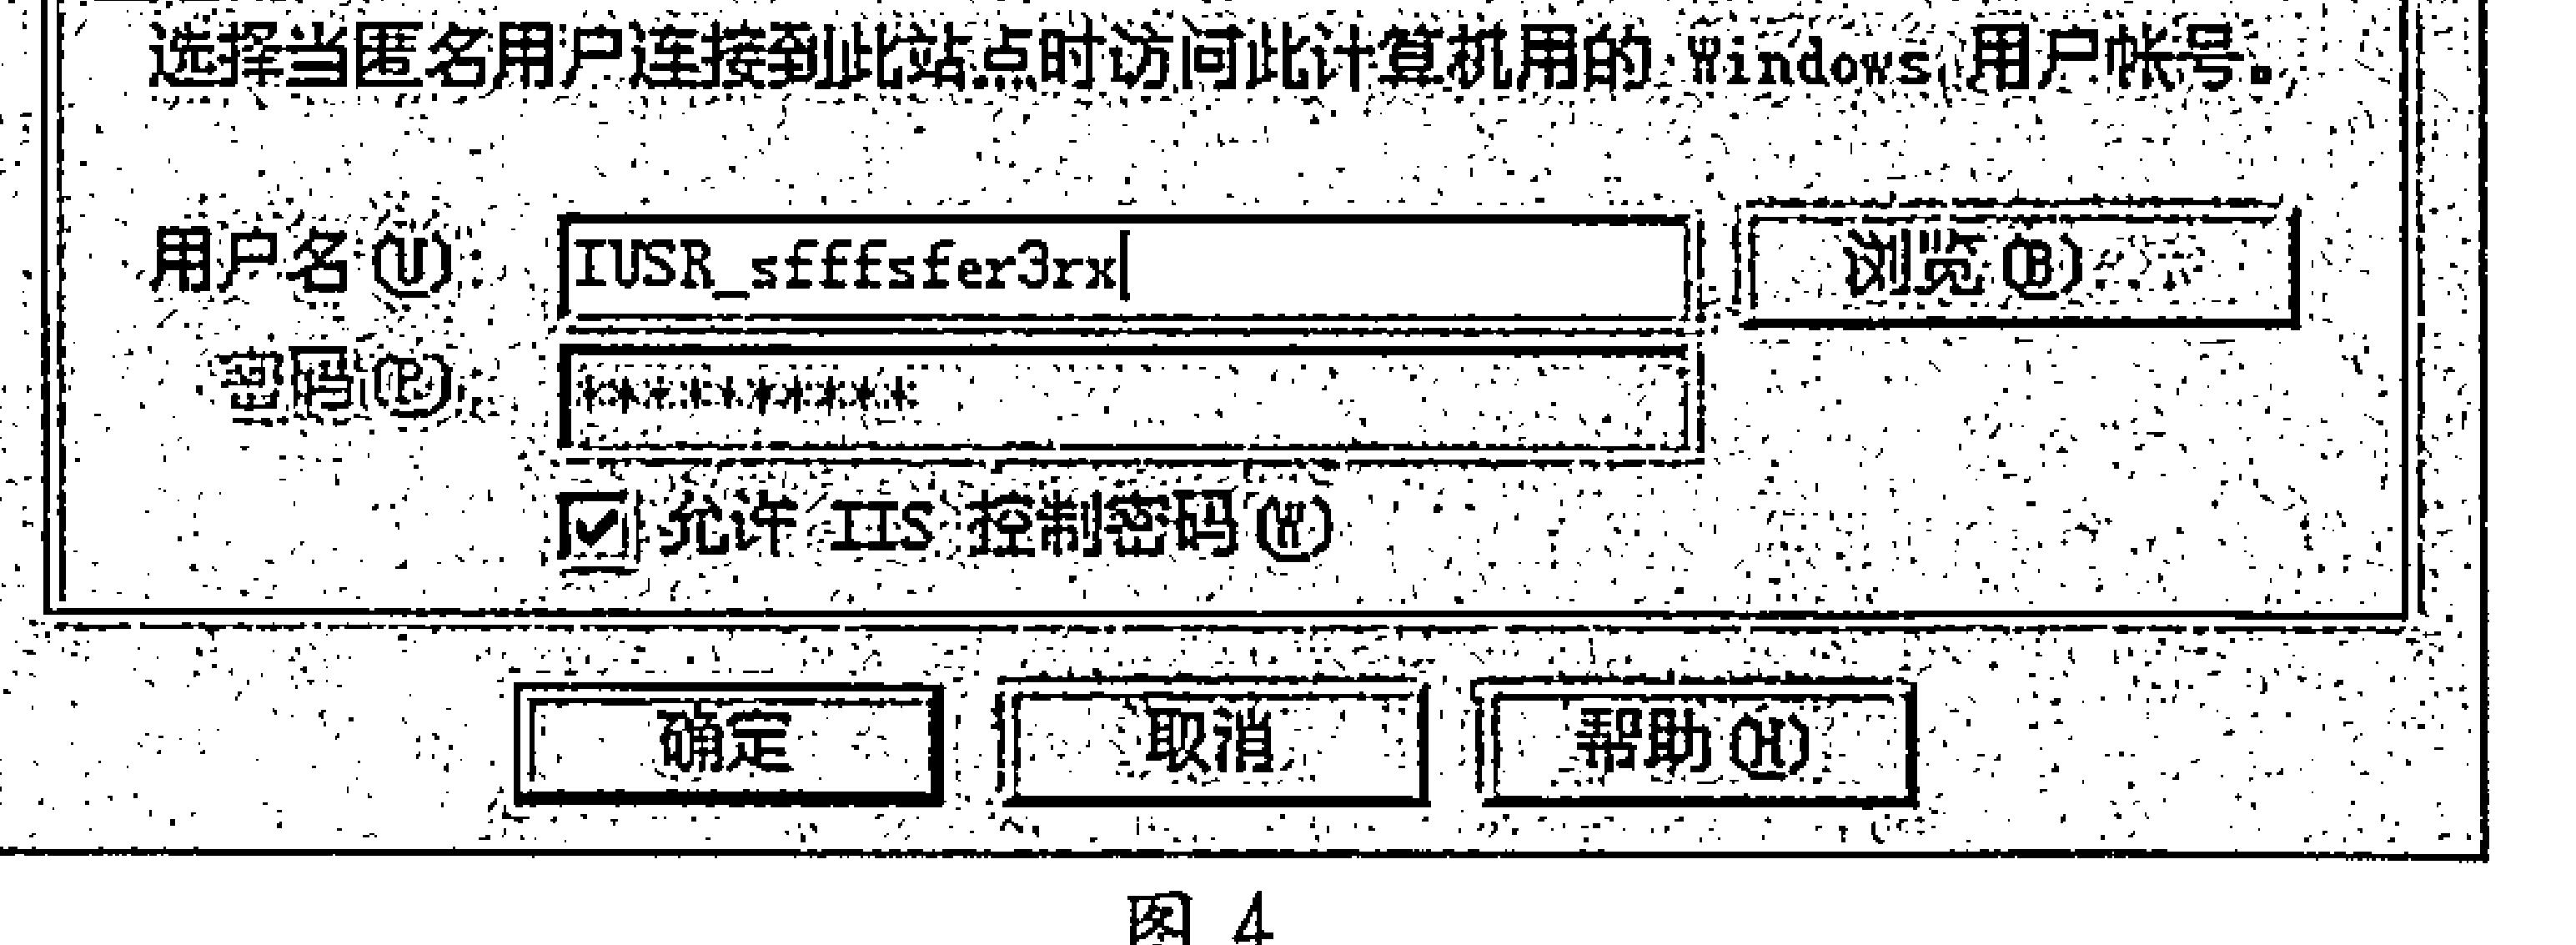 选择当匿名用户连接到此站点时访问此计算机用的 Windows 用户帐号。
用户名(U): IUSR_sfffsfer3rx 浏览(B)...
密码(P): **********
允许 IIS 控制密码(W)
确定 取消 帮助(H)
图 4